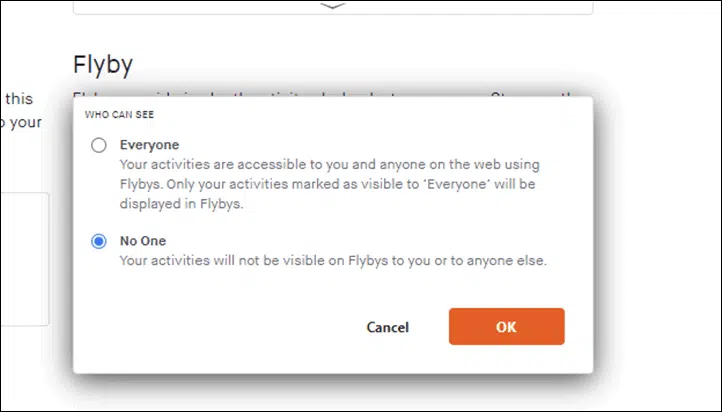 Flyby
this
your
WHO CAN SEE
Everyone
Your activities are accessible to you and anyone on the web using
Flybys. Only your activities marked as visible to 'Everyone' will be
displayed in Flybys.
No One
Your activities will not be visible on Flybys to you or to anyone else.
Cancel
OK